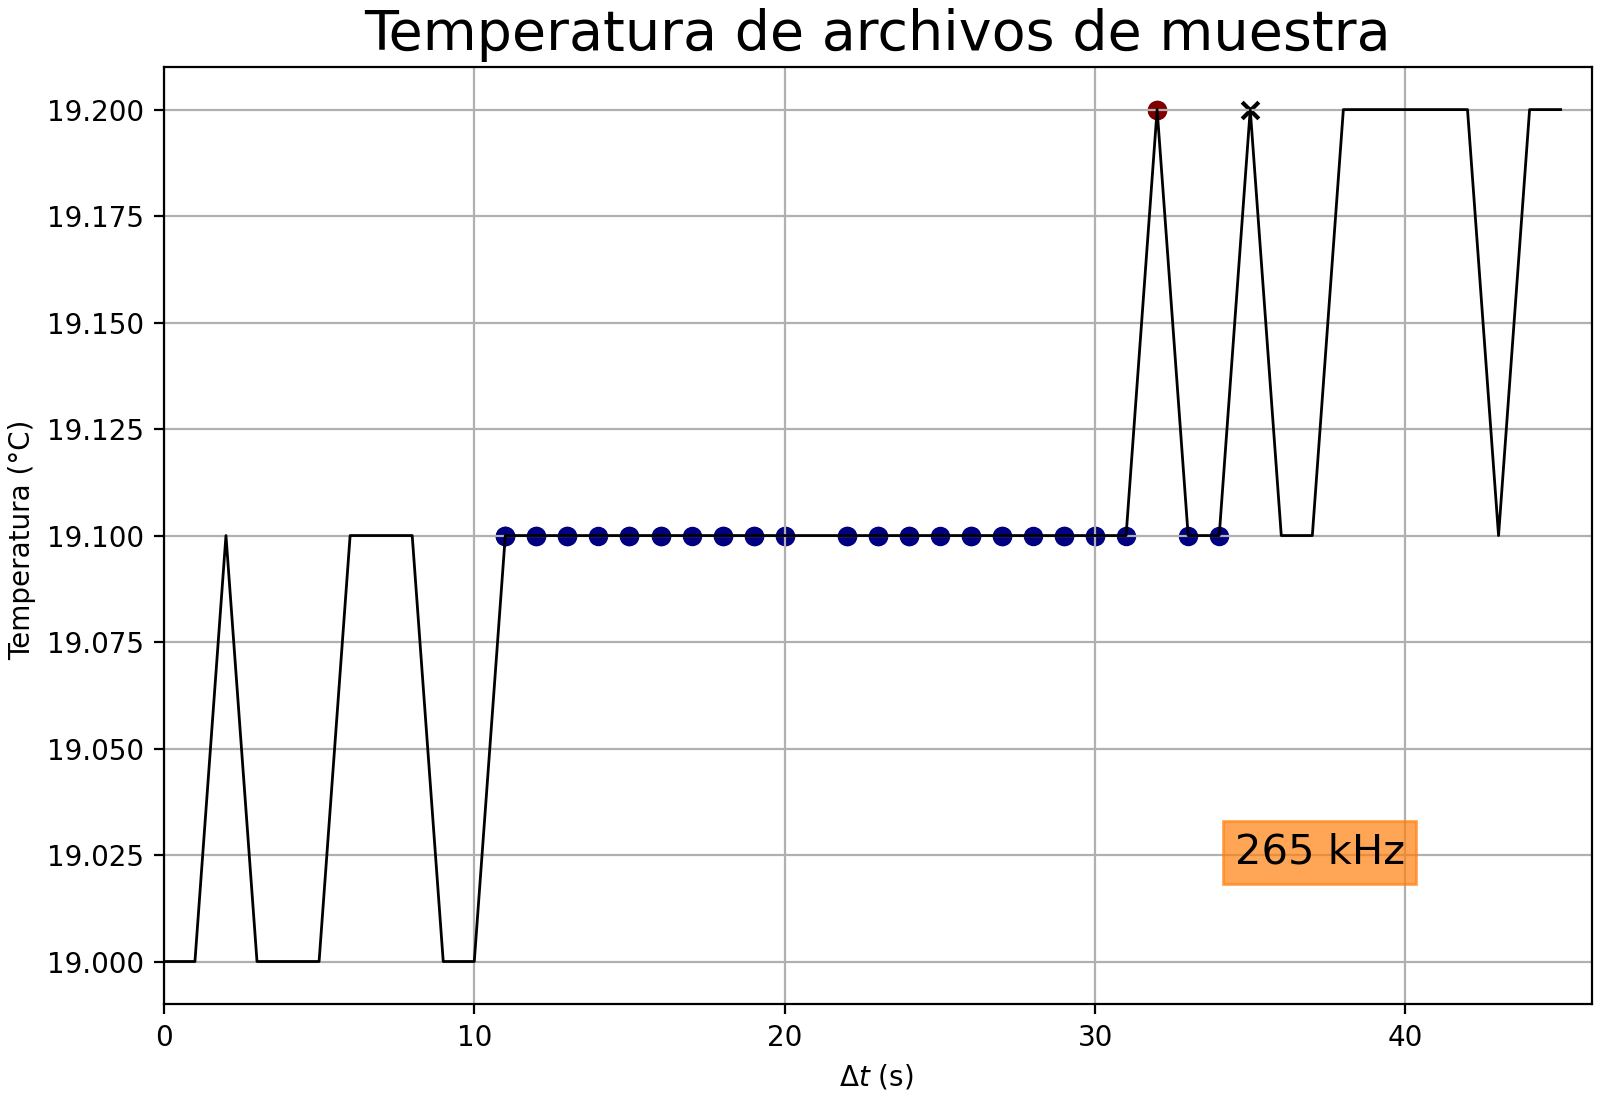 Temperatura de archivos de muestra
19.200
19.175
19.150
19.125
19.100
19.075
19.050
19.025
19.000
Temperatura (°C)
265 kHz
0 10 20 30 40
Δt (s)